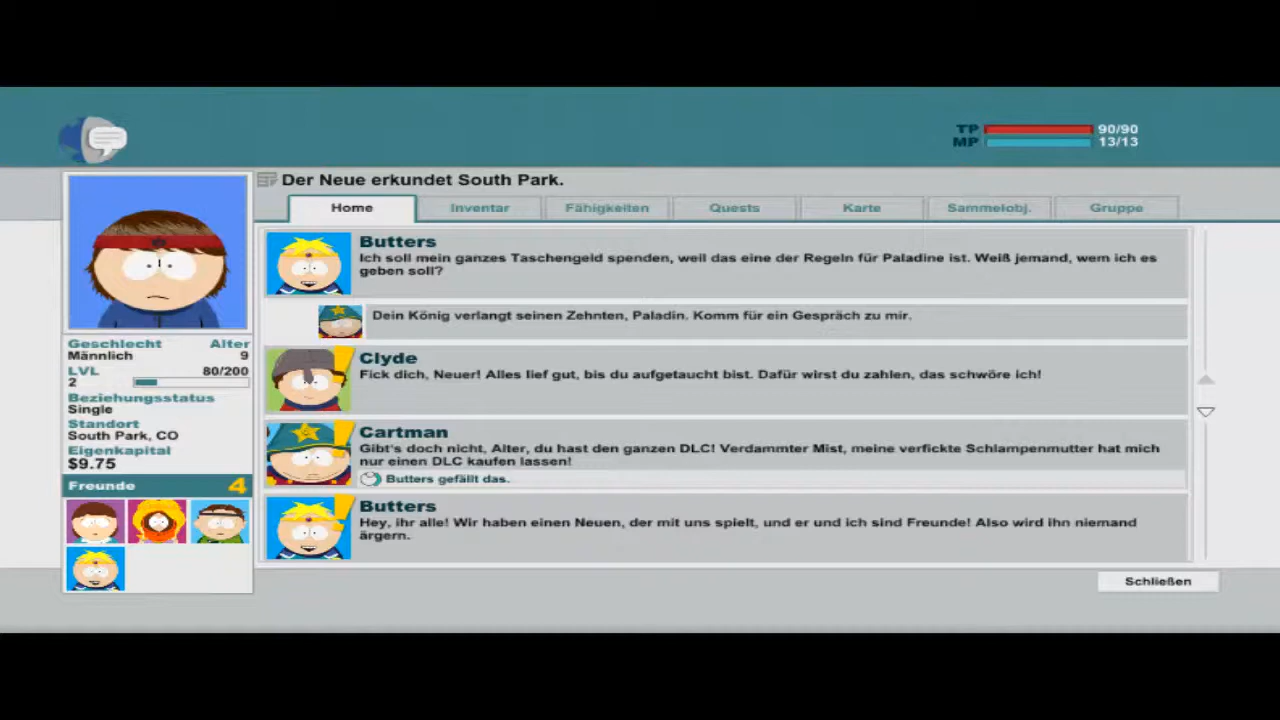 TP 90/90
MP 13/13
Der Neue erkundet South Park.
Home Inventar Fähigkeiten Quests Karte Sammelobj. Gruppe
Geschlecht Alter
Männlich 9
LVL 80/200
2
Beziehungsstatus
Single
Standort
South Park, CO
Eigenkapital
$9.75
Freunde 4
Butters
Ich soll mein ganzes Taschengeld spenden, weil das eine der Regeln für Paladine ist. Weiß jemand, wem ich es
geben soll?
Dein König verlangt seinen Zehnten, Paladin. Komm für ein Gespräch zu mir.
Clyde
Fick dich, Neuer! Alles lief gut, bis du aufgetaucht bist. Dafür wirst du zahlen, das schwöre ich!
Cartman
Gibt's doch nicht, Alter, du hast den ganzen DLC! Verdammter Mist, meine verfickte Schlampenmutter hat mich
nur einen DLC kaufen lassen!
Butters gefällt das.
Butters
Hey, ihr alle! Wir haben einen Neuen, der mit uns spielt, und er und ich sind Freunde! Also wird ihn niemand
ärgern.
Schließen